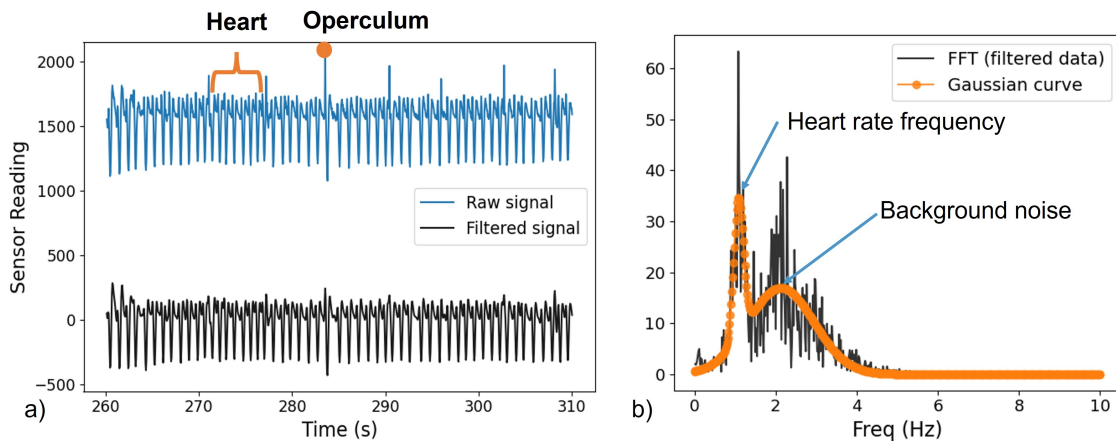 Heart
Operculum
2000
1500
1000
500
0
−500
Sensor Reading
Raw signal
Filtered signal
260
270
280
290
300
310
Time (s)
a)
60
50
40
30
20
10
0
FFT (filtered data)
Gaussian curve
Heart rate frequency
Background noise
0
2
4
6
8
10
Freq (Hz)
b)